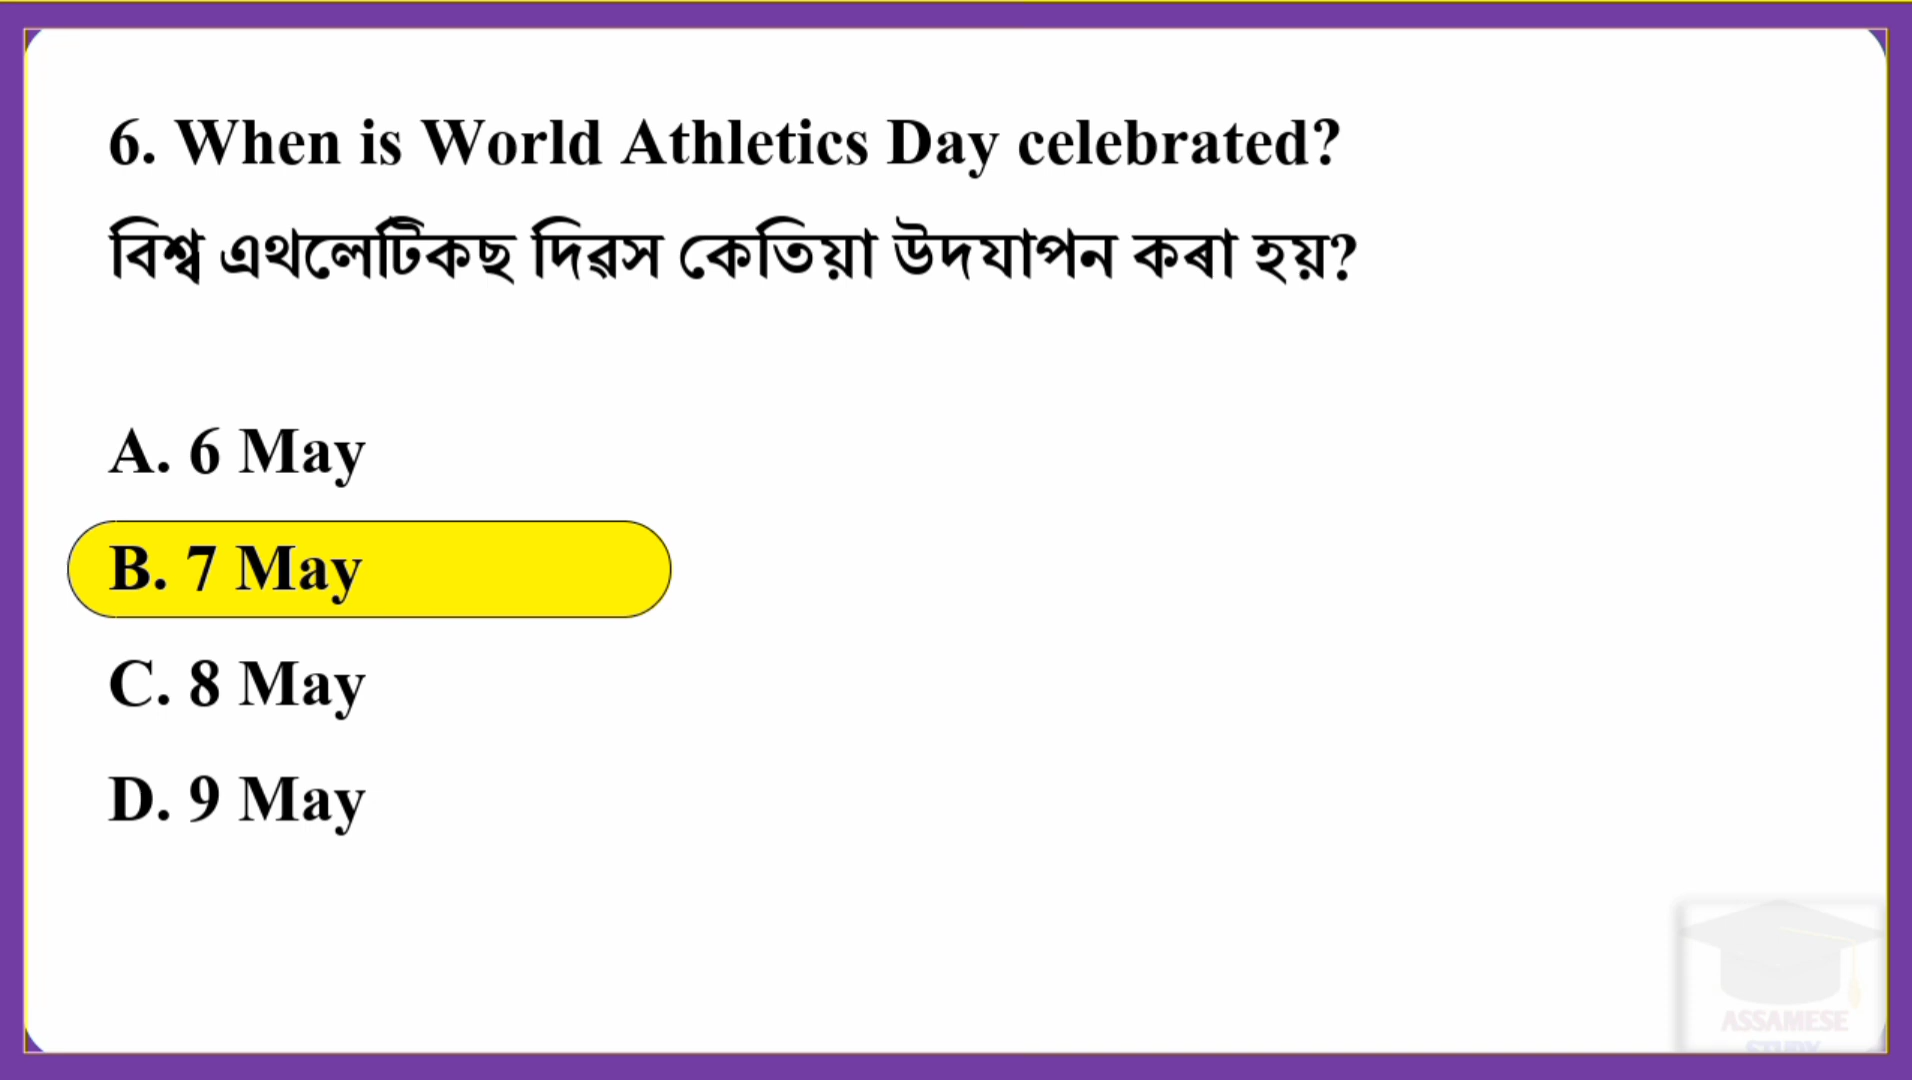 6. When is World Athletics Day celebrated?
বিশ্ব এথলেটিকছ দিৱস কেতিয়া উদযাপন কৰা হয়?
A. 6 May
B. 7 May
C. 8 May
D. 9 May
ASSAMESE
STUDY